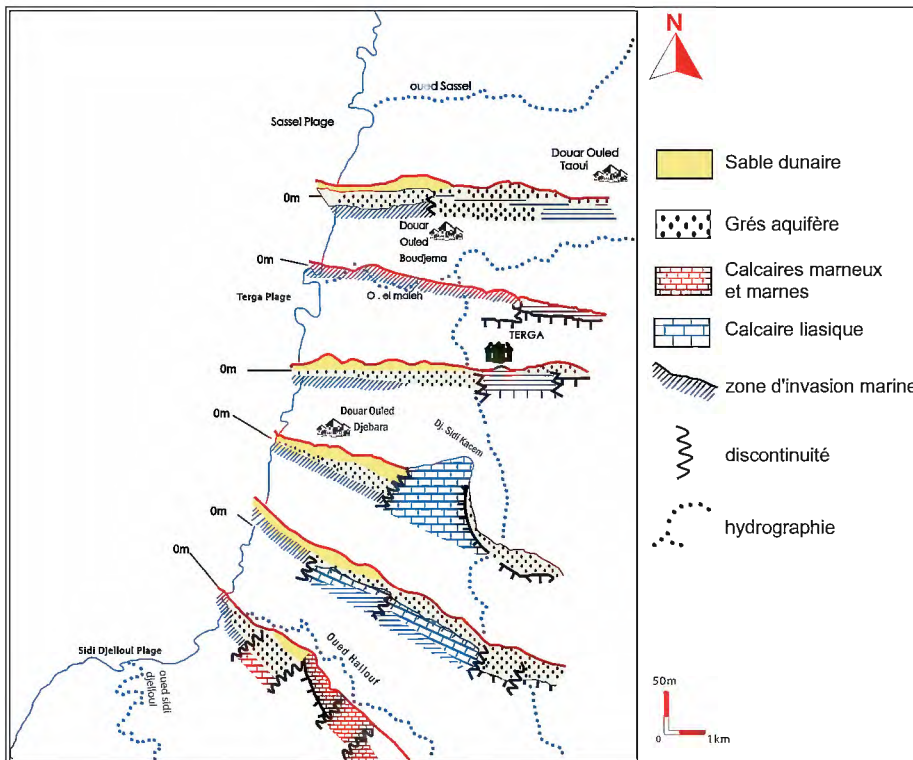 N
oued Sassel
Sassel Plage
Douar Ouled
Taoui
0m
Douar
Ouled
Boudjema
0m
O . el maleh
Terga Plage
TERGA
0m
0m
Douar Ouled
Djebara
Dj. Sidi Kacem
0m
0m
Oued Hallouf
Sidi Djelloul Plage
oued sidi
djelloul
Sable dunaire
Grés aquifère
Calcaires marneux
et marnes
Calcaire liasique
zone d'invasion marine
discontinuité
hydrographie
50m
0
1km